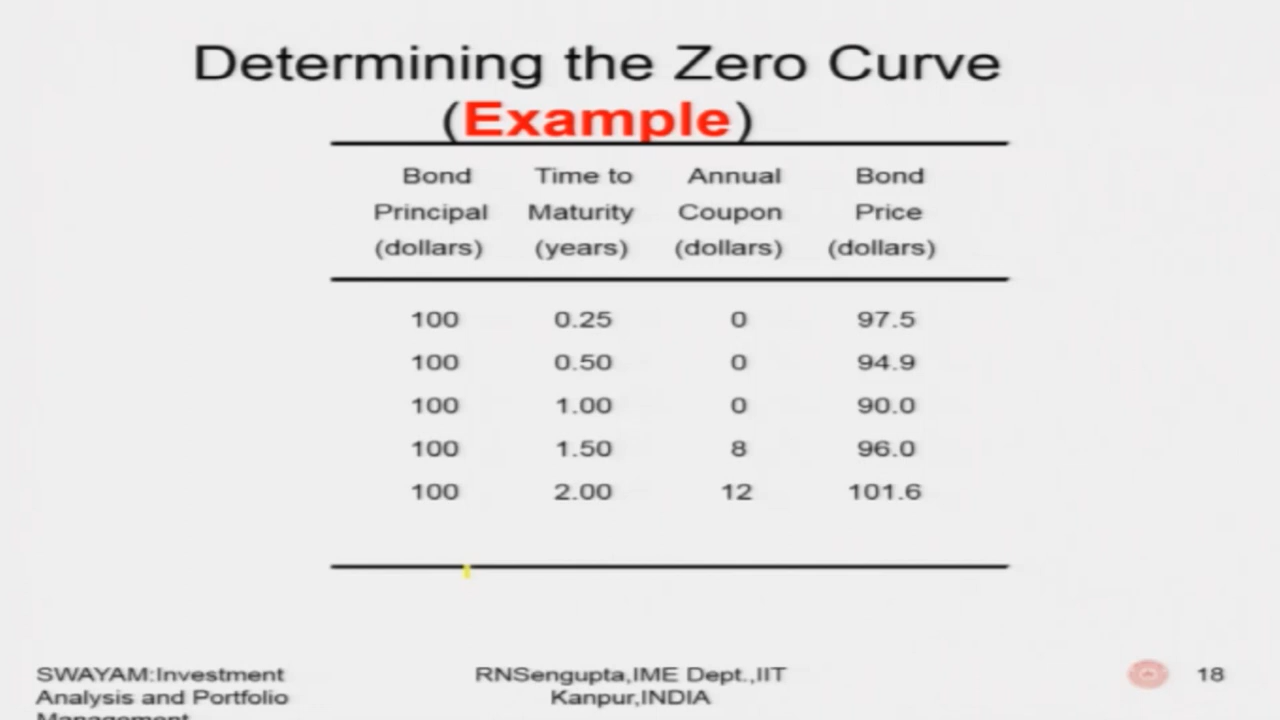 Determining the Zero Curve
(Example)
Bond Time to Annual Bond
Principal Maturity Coupon Price
(dollars) (years) (dollars) (dollars)
100 0.25 0 97.5
100 0.50 0 94.9
100 1.00 0 90.0
100 1.50 8 96.0
100 2.00 12 101.6
SWAYAM:Investment
Analysis and Portfolio
Management
RNSengupta,IME Dept.,IIT
Kanpur,INDIA
18